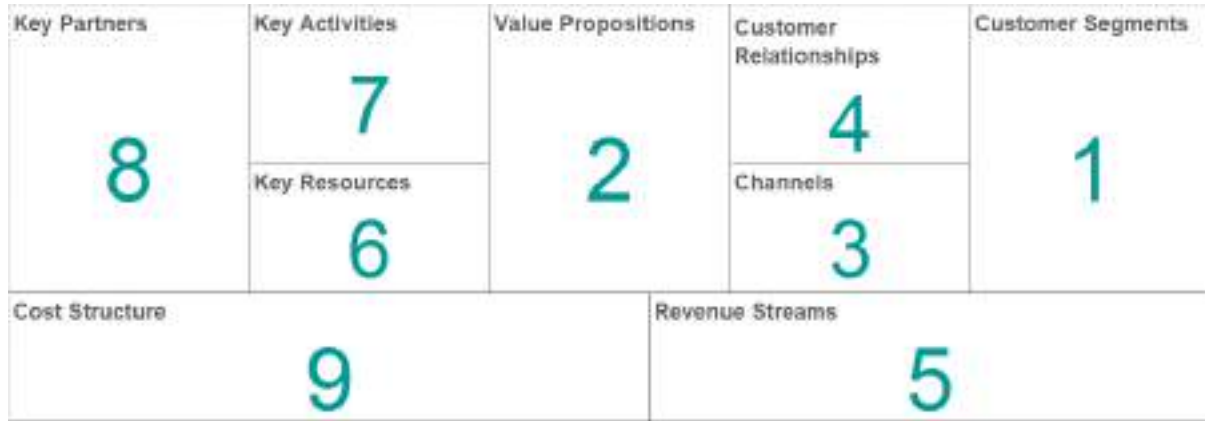 Key Partners
8
Key Activities
7
Key Resources
6
Value Propositions
2
Customer
Relationships
4
Channels
3
Customer Segments
1
Cost Structure
9
Revenue Streams
5